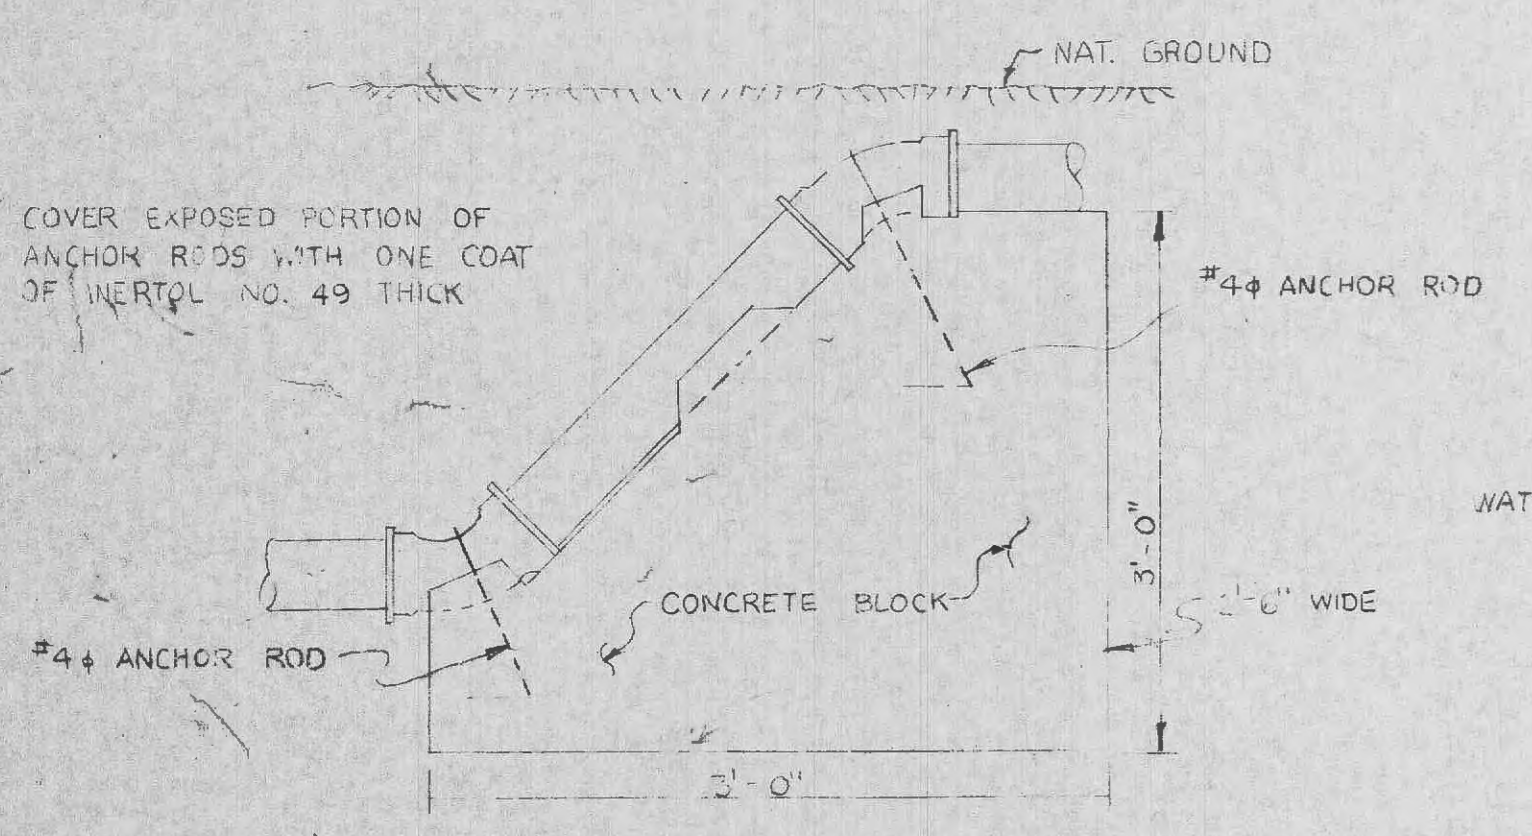 NAT. GROUND
COVER EXPOSED PORTION OF
ANCHOR RODS WITH ONE COAT
OF INERTOL NO. 49 THICK
#4ϕ ANCHOR ROD
3'-0"
NAT
CONCRETE BLOCK
WIDE
#4ϕ ANCHOR ROD
3'-0"